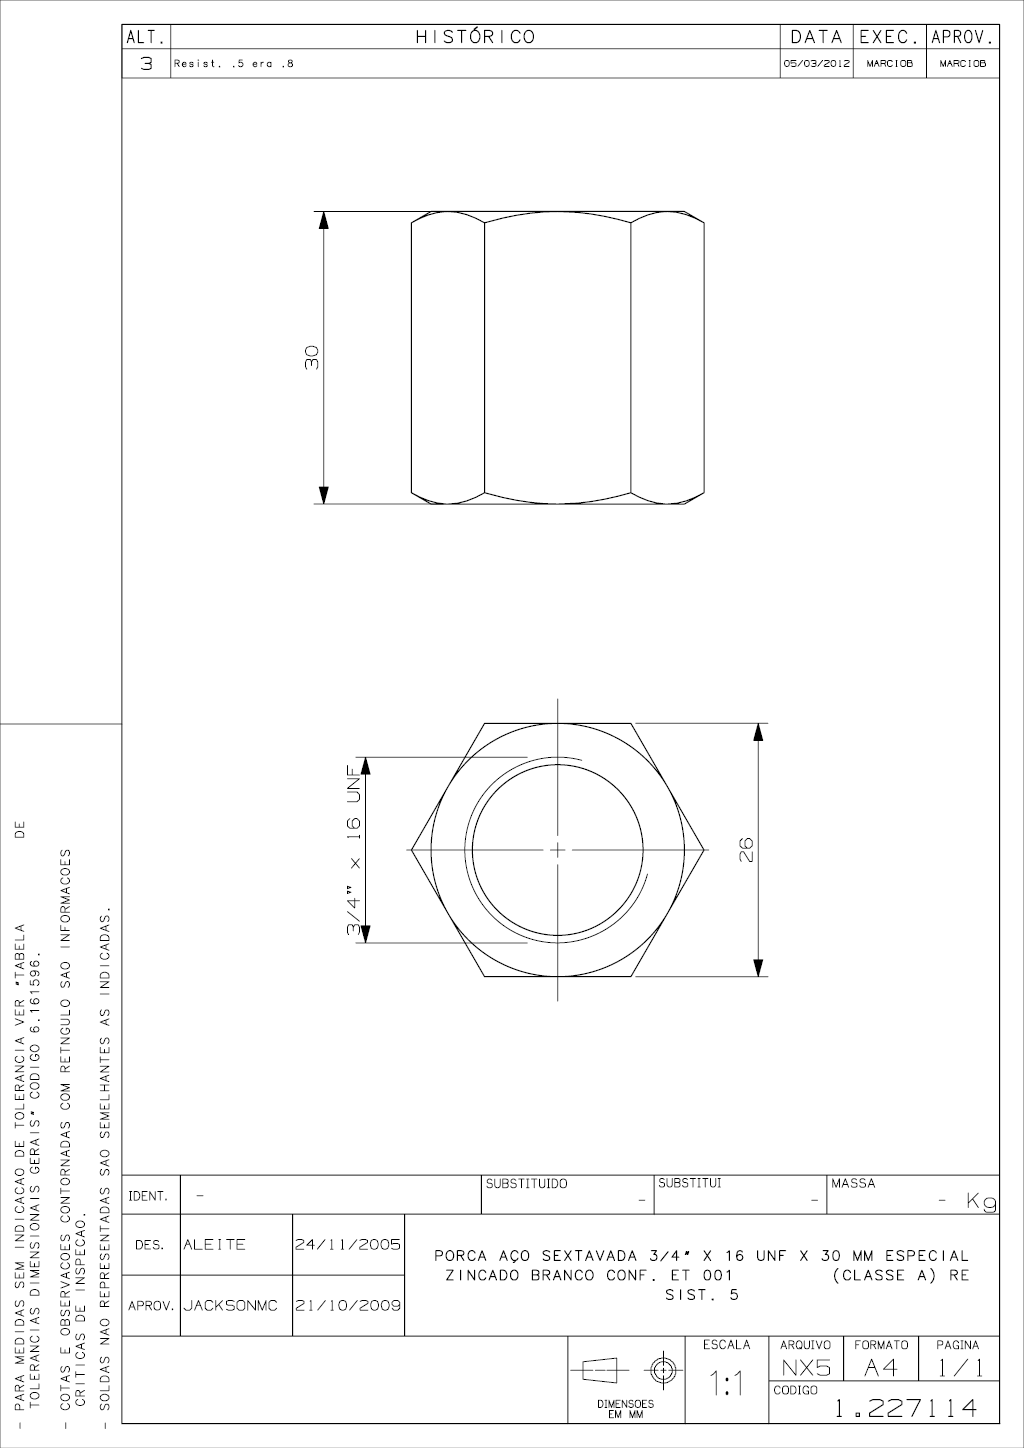 ALT. HISTÓRICO DATA EXEC. APROV.
3 Resist. .5 era .8 05/03/2012 MARCIOB MARCIOB
30
3/4" x 16 UNF
26
- PARA MEDIDAS SEM INDICACAO DE TOLERANCIA VER "TABELA DE
TOLERANCIAS DIMENSIONAIS GERAIS" CODIGO 6.161596.
- COTAS E OBSERVACOES CONTORNADAS COM RETNGULO SAO INFORMACOES
CRITICAS DE INSPECAO.
- SOLDAS NAO REPRESENTADAS SAO SEMELHANTES AS INDICADAS.
IDENT. - SUBSTITUIDO - SUBSTITUI - MASSA - Kg
DES. ALEITE 24/11/2005
APROV. JACKSONMC 21/10/2009
PORCA AÇO SEXTAVADA 3/4" X 16 UNF X 30 MM ESPECIAL
ZINCADO BRANCO CONF. ET 001 (CLASSE A) RE
SIST. 5
DIMENSOES
EM MM
ESCALA
1:1
ARQUIVO FORMATO PAGINA
NX5 A4 1/1
CODIGO
1.227114